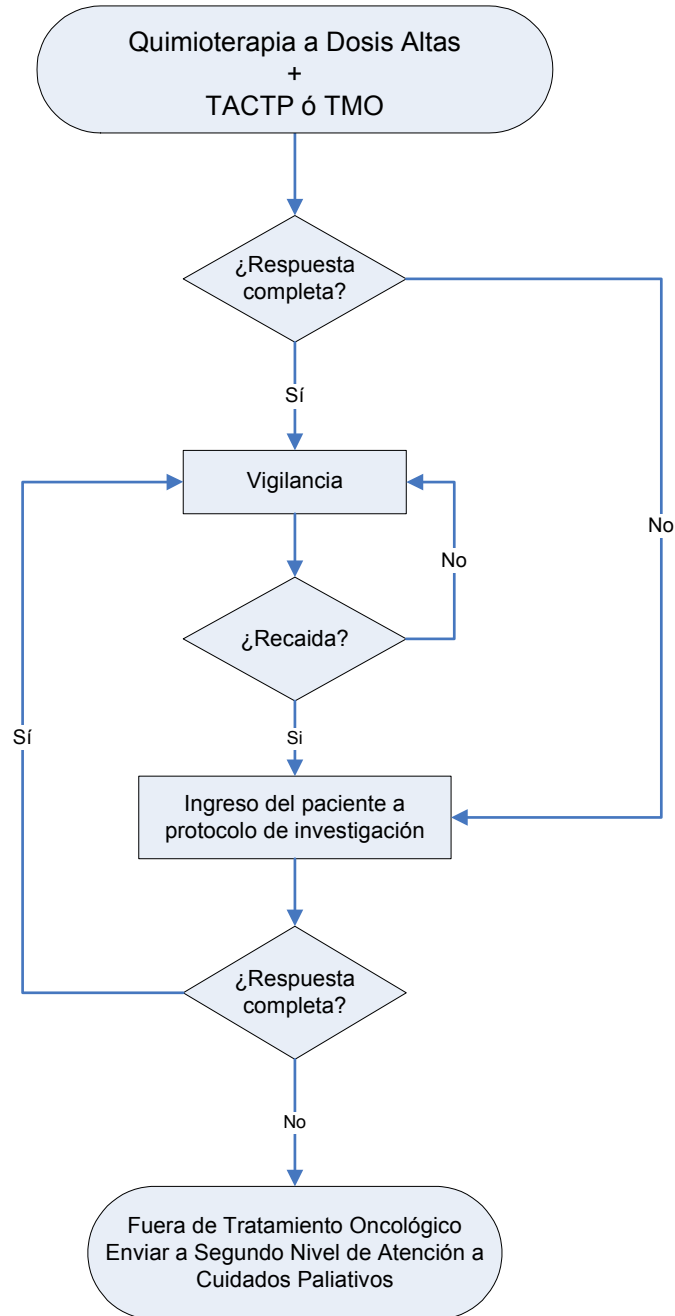 Quimioterapia a Dosis Altas
+
TACTP ó TMO
¿Respuesta
completa?
Sí
No
Vigilancia
No
¿Recaida?
Sí
Si
Ingreso del paciente a
protocolo de investigación
¿Respuesta
completa?
No
Fuera de Tratamiento Oncológico
Enviar a Segundo Nivel de Atención a
Cuidados Paliativos